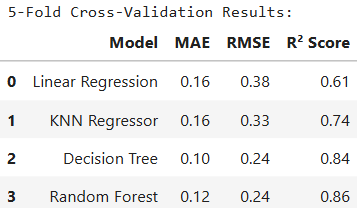 5-Fold Cross-Validation Results:
Model MAE RMSE R² Score
0 Linear Regression 0.16 0.38 0.61
1 KNN Regressor 0.16 0.33 0.74
2 Decision Tree 0.10 0.24 0.84
3 Random Forest 0.12 0.24 0.86